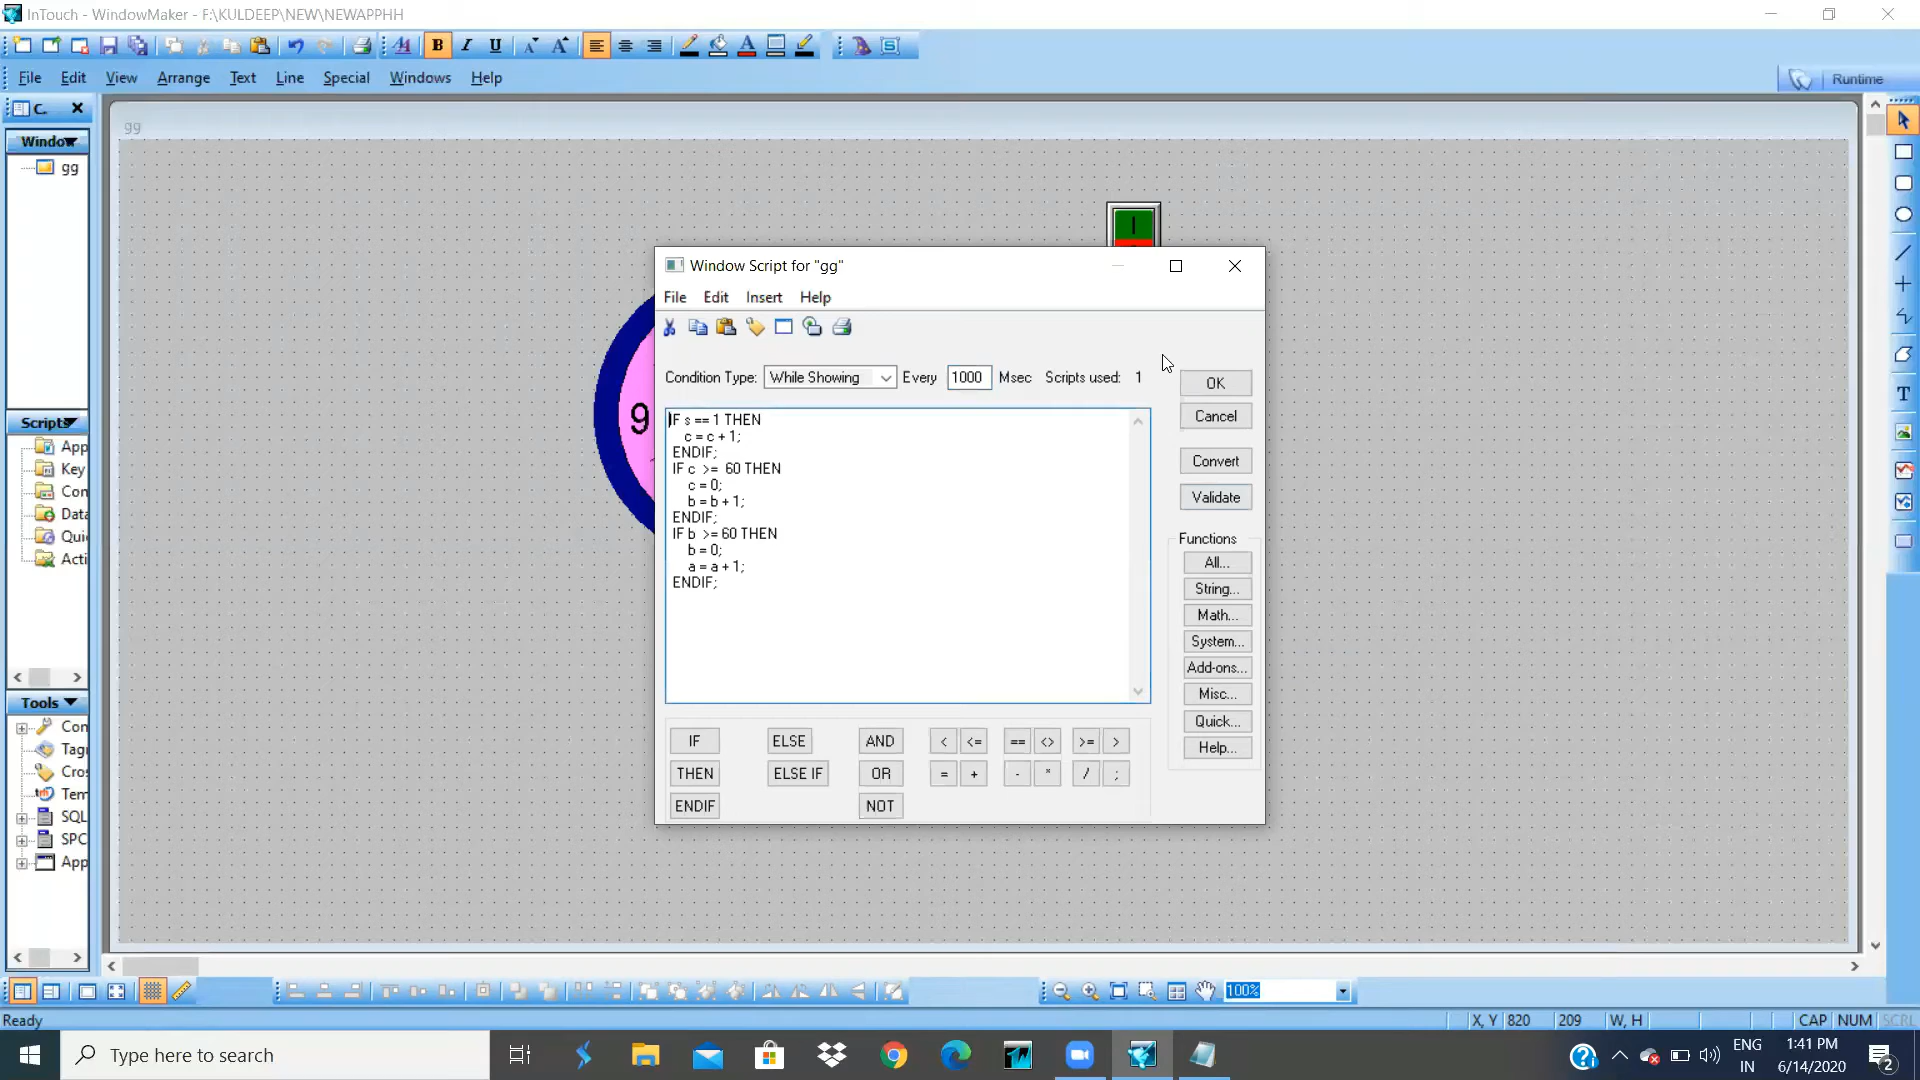 InTouch - WindowMaker - F:\KULDEEP\NEW\NEWAPPHH
B I U A A A
File Edit View Arrange Text Line Special Windows Help
Runtime
C.
Window
gg
gg
Scripts
App
Key
Con
Data
Quic
Acti
Tools
Con
Tagr
Cros
Tem
SQL
SPC
App
I
9
Window Script for "gg"
File Edit Insert Help
Condition Type: While Showing Every 1000 Msec Scripts used: 1
IF s == 1 THEN
c = c + 1;
ENDIF;
IF c >= 60 THEN
c = 0;
b = b + 1;
ENDIF;
IF b >= 60 THEN
b = 0;
a = a + 1;
ENDIF;
OK
Cancel
Convert
Validate
Functions
All...
String...
Math...
System...
Add-ons...
Misc...
Quick...
Help...
IF ELSE AND < <= == <> >= >
THEN ELSE IF OR = + - * / ;
ENDIF NOT
T
100%
Ready X, Y 820 209 W, H CAP NUM SCRL
Type here to search
ENG
IN
1:41 PM
6/14/2020
2